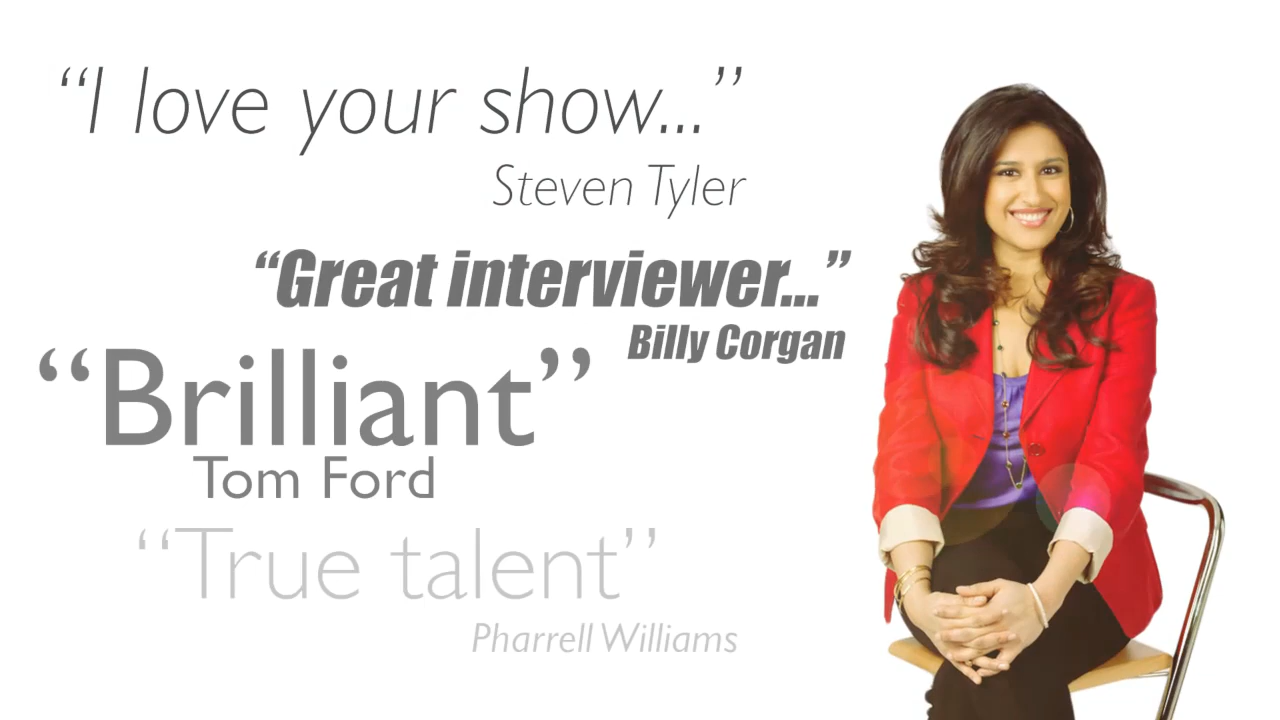 “I love your show...”
Steven Tyler
“Great interviewer...”
Billy Corgan
“Brilliant”
Tom Ford
“True talent”
Pharrell Williams